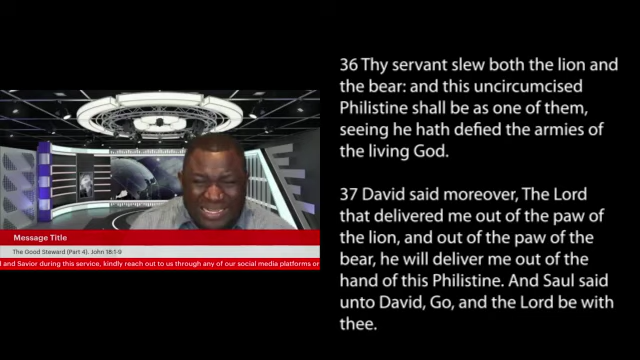 36 Thy servant slew both the lion and
the bear: and this uncircumcised
Philistine shall be as one of them,
seeing he hath defied the armies of
the living God.
37 David said moreover, The Lord
that delivered me out of the paw of
the lion, and out of the paw of the
bear, he will deliver me out of the
hand of this Philistine. And Saul said
unto David, Go, and the Lord be with
thee.
Message Title
The Good Steward (Part 4). John 18:1-9
and Savior during this service, kindly reach out to us through any of our social media platforms or